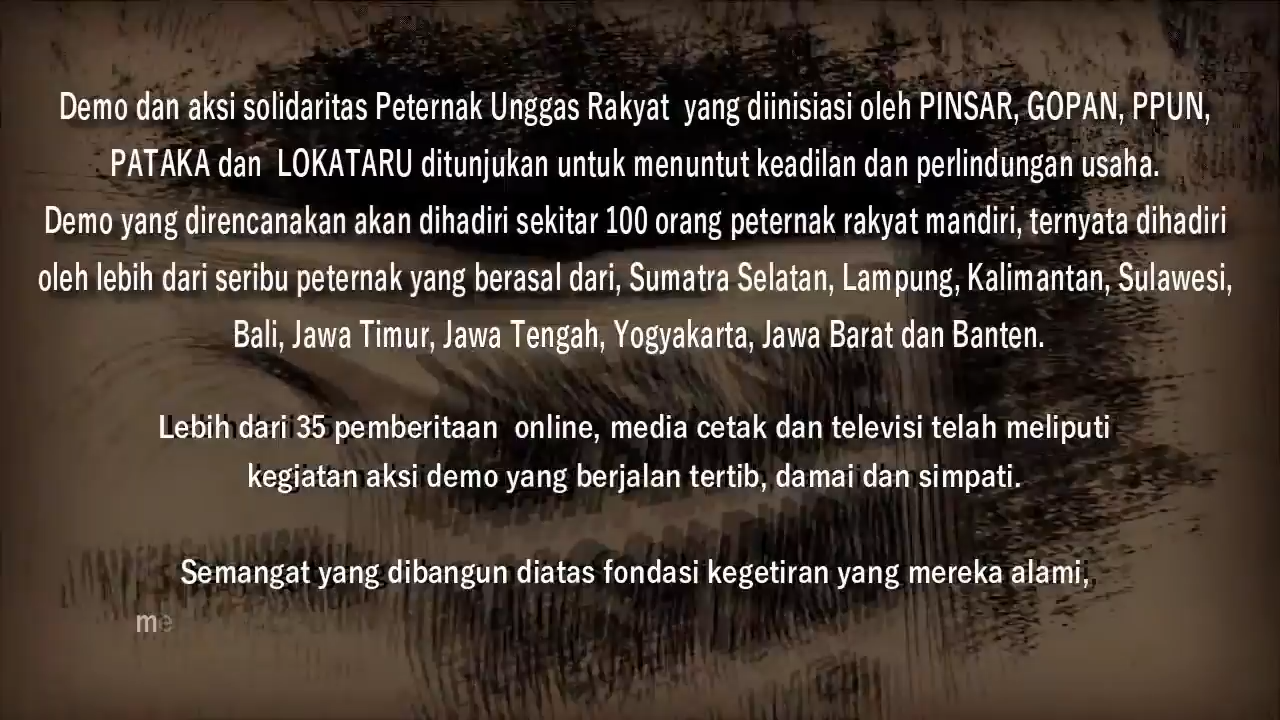 Demo dan aksi solidaritas Peternak Unggas Rakyat yang diinisiasi oleh PINSAR, GOPAN, PPUN,
PATAKA dan LOKATARU ditunjukan untuk menuntut keadilan dan perlindungan usaha.
Demo yang direncanakan akan dihadiri sekitar 100 orang peternak rakyat mandiri, ternyata dihadiri
oleh lebih dari seribu peternak yang berasal dari, Sumatra Selatan, Lampung, Kalimantan, Sulawesi,
Bali, Jawa Timur, Jawa Tengah, Yogyakarta, Jawa Barat dan Banten.
Lebih dari 35 pemberitaan online, media cetak dan televisi telah meliputi
kegiatan aksi demo yang berjalan tertib, damai dan simpati.
Semangat yang dibangun diatas fondasi kegetiran yang mereka alami,
me